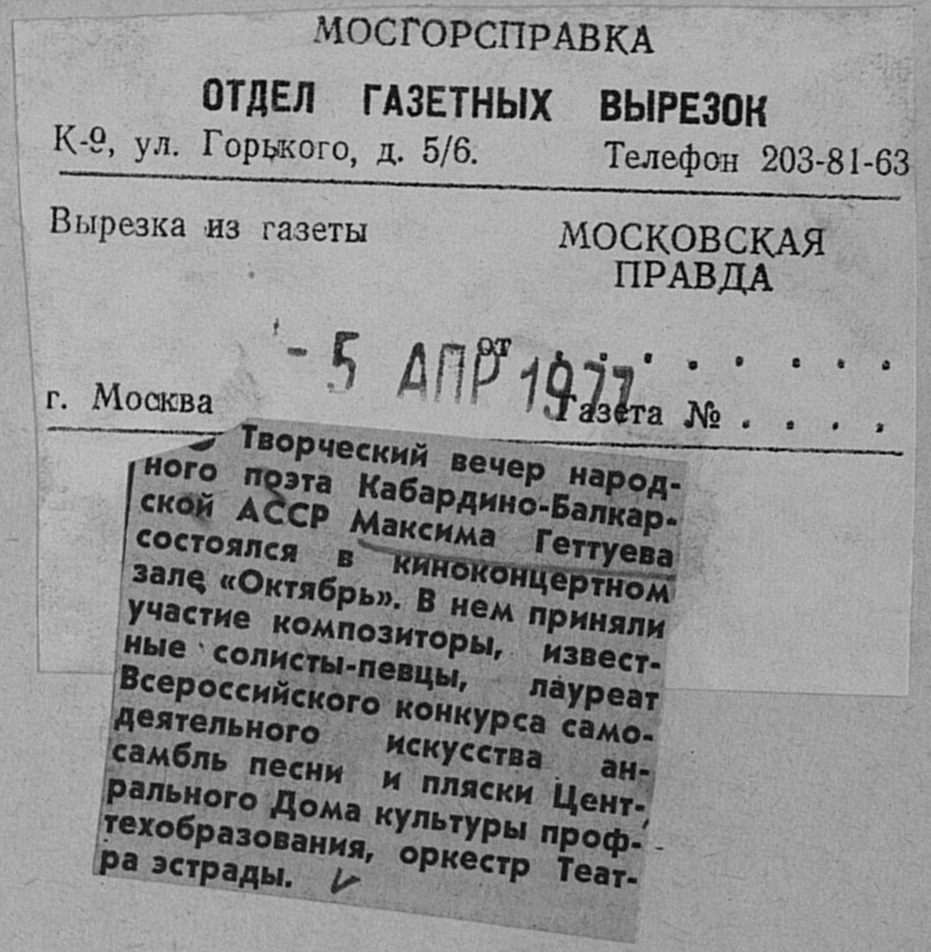 МОСГОРСПРАВКА
ОТДЕЛ ГАЗЕТНЫХ ВЫРЕЗОК
К-9, ул. Горького, д. 5/6. Телефон 203-81-63
Вырезка из газеты МОСКОВСКАЯ
ПРАВДА
от . . . . . . . .
- 5 АПР 1977
г. Москва Газета № . . . .
Творческий вечер народ-
ного поэта Кабардино-Балкар-
ской АССР Максима Геттуева
состоялся в киноконцертном
зале «Октябрь». В нем приняли
участие композиторы, извест-
ные солисты-певцы, лауреат
Всероссийского конкурса само-
деятельного искусства ан-
самбль песни и пляски Цент-
рального Дома культуры проф-
техобразования, оркестр Теат-
ра эстрады.